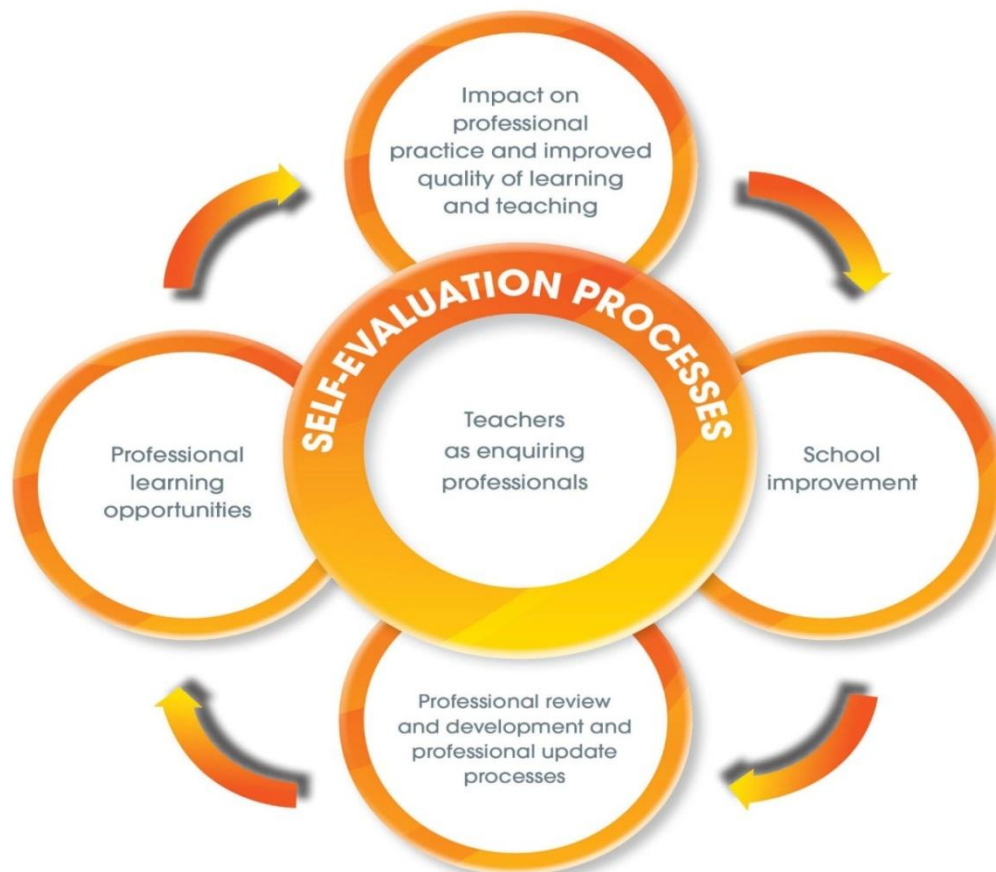 Impact on
professional
practice and improved
quality of learning
and teaching
SELF-EVALUATION PROCESSES
Professional
learning
opportunities
Teachers
as enquiring
professionals
School
improvement
Professional review
and development and
professional update
processes